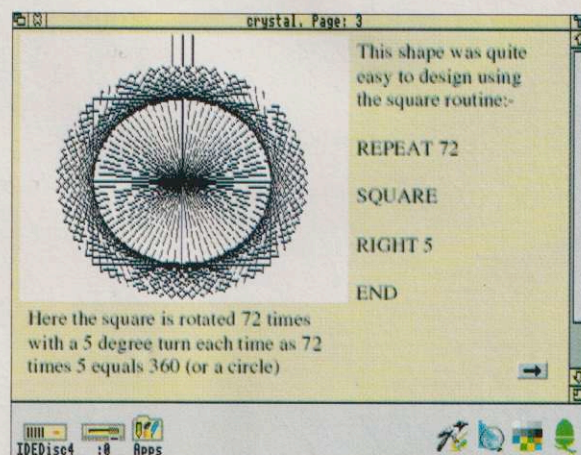 crystal. Page: 3
This shape was quite
easy to design using
the square routine:-
REPEAT 72
SQUARE
RIGHT 5
END
Here the square is rotated 72 times
with a 5 degree turn each time as 72
times 5 equals 360 (or a circle)
IDEDisc4
:0
Apps